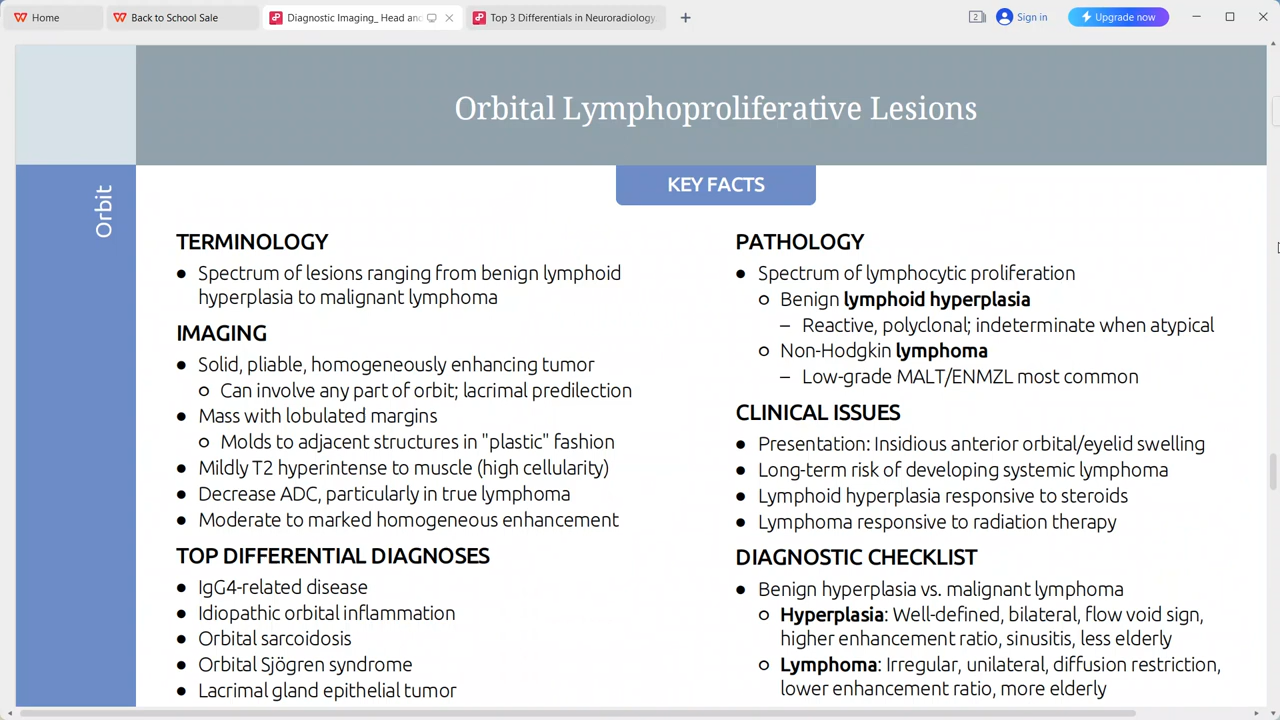 Home
Back to School Sale
Diagnostic Imaging_ Head and
Top 3 Differentials in Neuroradiology
2
Sign in
Upgrade now
Orbital Lymphoproliferative Lesions
Orbit
KEY FACTS
TERMINOLOGY
● Spectrum of lesions ranging from benign lymphoid
hyperplasia to malignant lymphoma
IMAGING
● Solid, pliable, homogeneously enhancing tumor
○ Can involve any part of orbit; lacrimal predilection
● Mass with lobulated margins
○ Molds to adjacent structures in "plastic" fashion
● Mildly T2 hyperintense to muscle (high cellularity)
● Decrease ADC, particularly in true lymphoma
● Moderate to marked homogeneous enhancement
TOP DIFFERENTIAL DIAGNOSES
● IgG4-related disease
● Idiopathic orbital inflammation
● Orbital sarcoidosis
● Orbital Sjögren syndrome
● Lacrimal gland epithelial tumor
PATHOLOGY
● Spectrum of lymphocytic proliferation
○ Benign lymphoid hyperplasia
– Reactive, polyclonal; indeterminate when atypical
○ Non-Hodgkin lymphoma
– Low-grade MALT/ENMZL most common
CLINICAL ISSUES
● Presentation: Insidious anterior orbital/eyelid swelling
● Long-term risk of developing systemic lymphoma
● Lymphoid hyperplasia responsive to steroids
● Lymphoma responsive to radiation therapy
DIAGNOSTIC CHECKLIST
● Benign hyperplasia vs. malignant lymphoma
○ Hyperplasia: Well-defined, bilateral, flow void sign,
higher enhancement ratio, sinusitis, less elderly
○ Lymphoma: Irregular, unilateral, diffusion restriction,
lower enhancement ratio, more elderly